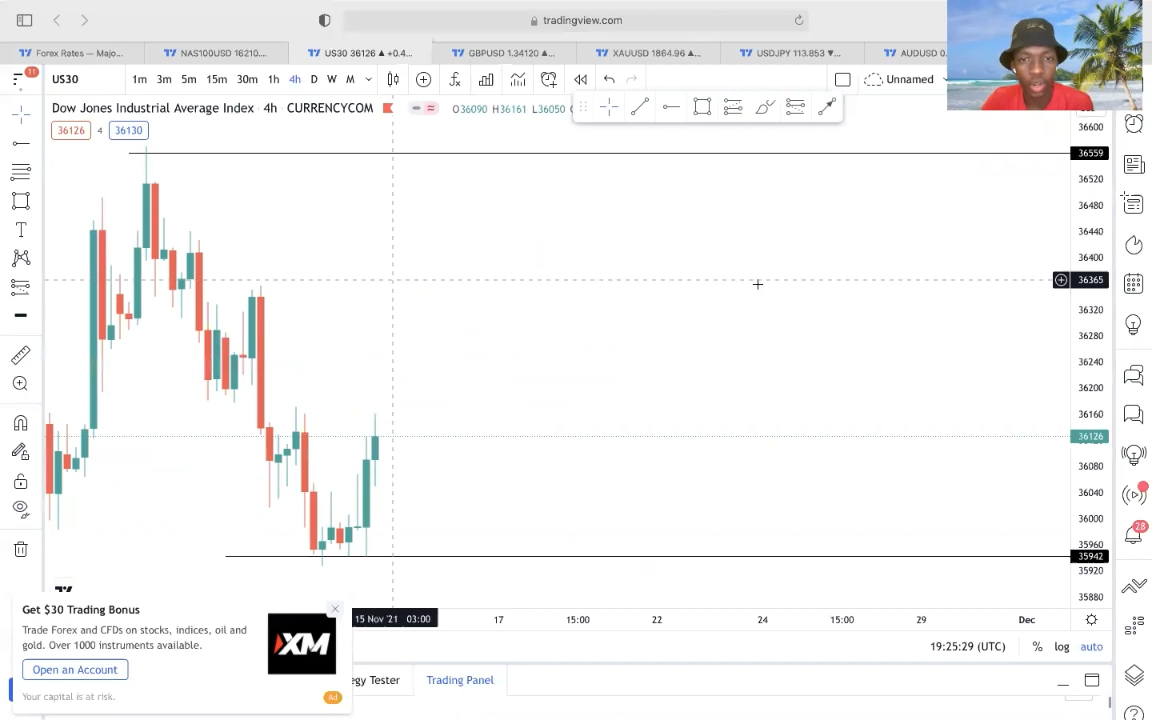 tradingview.com
Forex Rates — Majo...
NAS100USD 16210....
US30 36126 ▲ +0.4...
GBPUSD 1.34120 ▲...
XAUUSD 1864.96 ▲...
USDJPY 113.853 ▼...
AUDUSD 0.
11
US30
1m 3m 5m 15m 30m 1h 4h D W M
Unnamed
Dow Jones Industrial Average Index · 4h · CURRENCYCOM
O36090 H36161 L36050
36126 4 36130
36600
36559
36520
36480
36440
36400
36365
36320
36280
36240
36200
36160
36126
36080
36040
36000
35960
35942
35920
35880
28
15 Nov '21 03:00
17
15:00
22
24
15:00
29
Dec
19:25:29 (UTC)
% log auto
Get $30 Trading Bonus
Trade Forex and CFDs on stocks, indices, oil and
gold. Over 1000 instruments available.
Open an Account
Your capital is at risk.
XM
Ad
egy Tester
Trading Panel